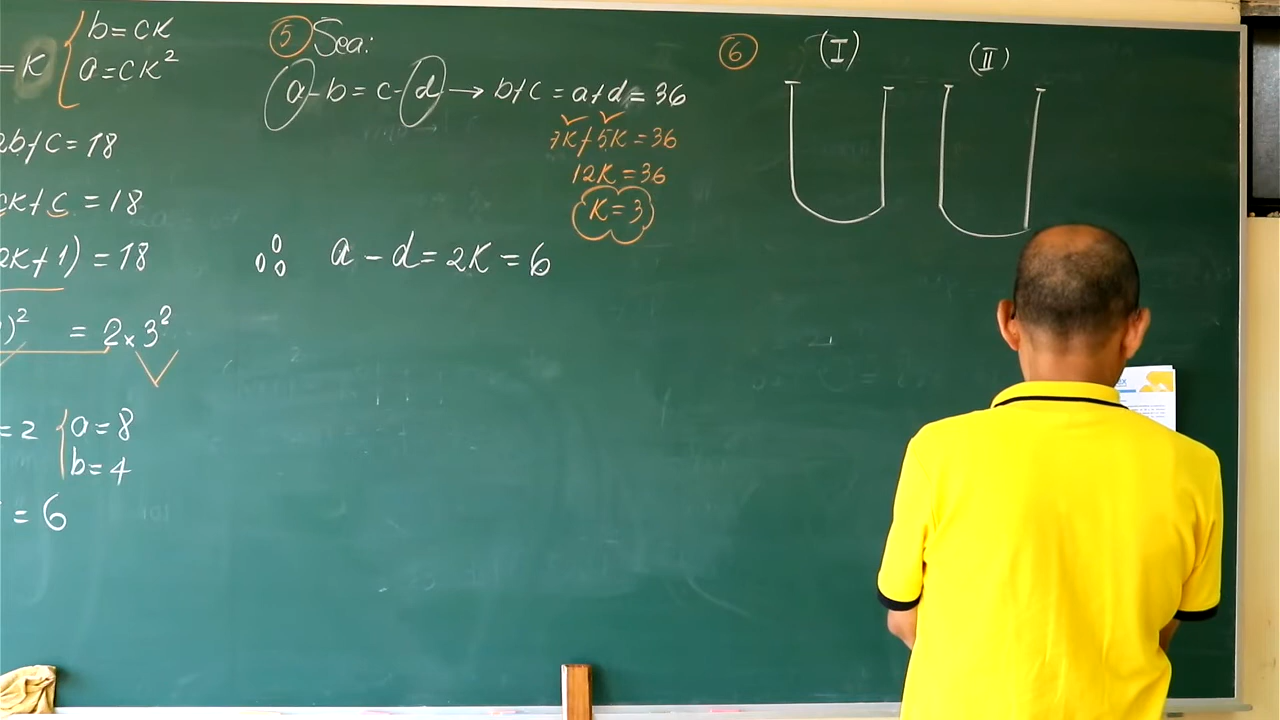 = K { b = CK
a = CK²
2b + c = 18
CK + C = 18
2K + 1) = 18
)² = 2 x 3²
= 2 { a = 8
b = 4
= 6
5 Sea:
a - b = c - d → b + c = a + d = 36
7K + 5K = 36
12K = 36
K = 3
∴ a - d = 2K = 6
6 (I) (II)